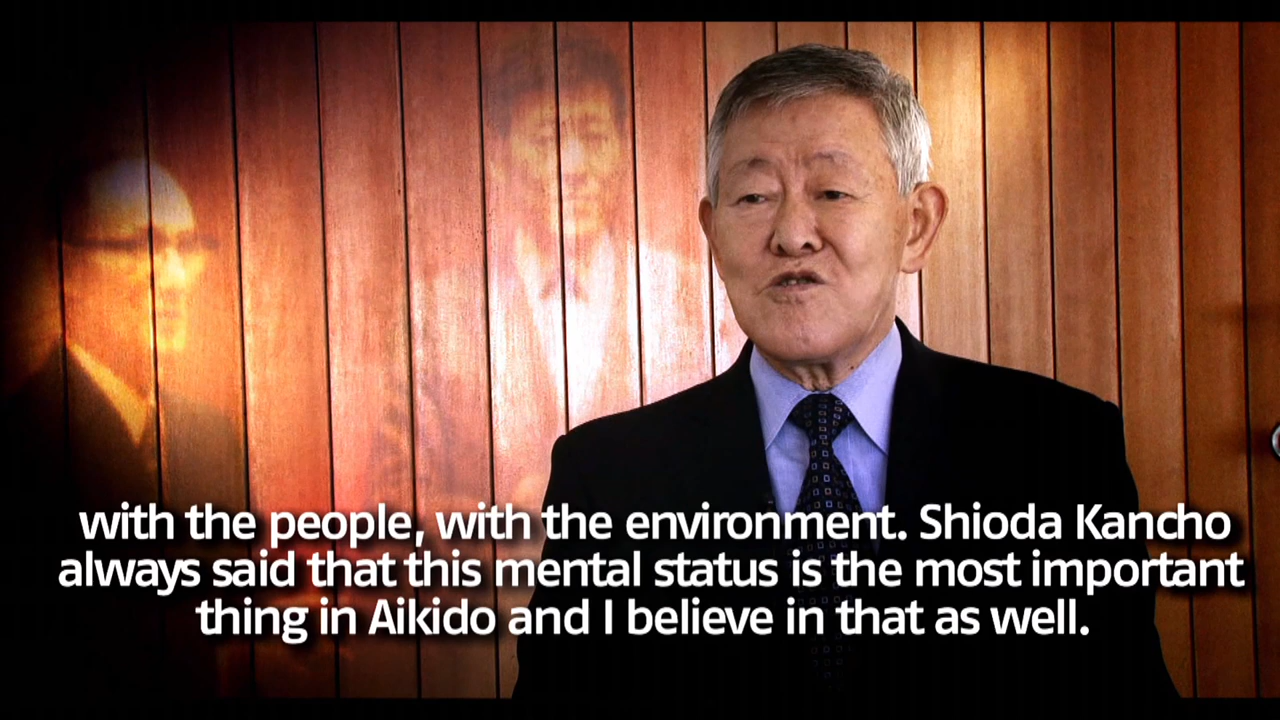 with the people, with the environment. Shioda Kancho
always said that this mental status is the most important
thing in Aikido and I believe in that as well.